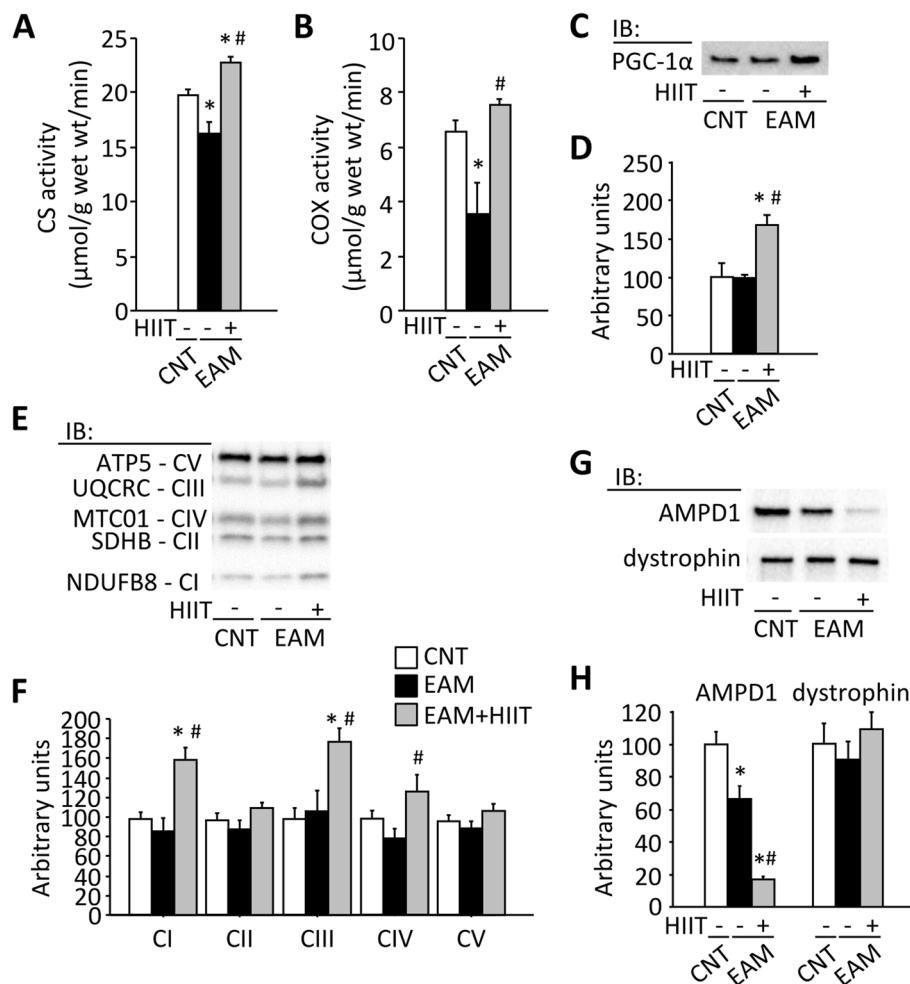 A
CS activity
(μmol/g wet wt/min)
25
20
15
10
5
0
*
* #
HIIT - - +
CNT EAM
B
COX activity
(μmol/g wet wt/min)
8
6
4
2
0
*
#
HIIT - - +
CNT EAM
C
IB:
PGC-1α
HIIT - - +
CNT EAM
D
Arbitrary units
200
150
100
50
0
* #
HIIT - - +
CNT EAM
E
IB:
ATP5 - CV
UQCRC - CIII
MTC01 - CIV
SDHB - CII
NDUFB8 - CI
HIIT - - +
CNT EAM
G
IB:
AMPD1
dystrophin
HIIT - - +
CNT EAM
F
CNT
EAM
EAM+HIIT
Arbitrary units
200
180
160
140
120
100
80
60
40
20
0
* #
* #
#
CI CII CIII CIV CV
H
AMPD1 dystrophin
Arbitrary units
120
100
80
60
40
20
0
*
*#
HIIT - - + - - +
CNT EAM CNT EAM